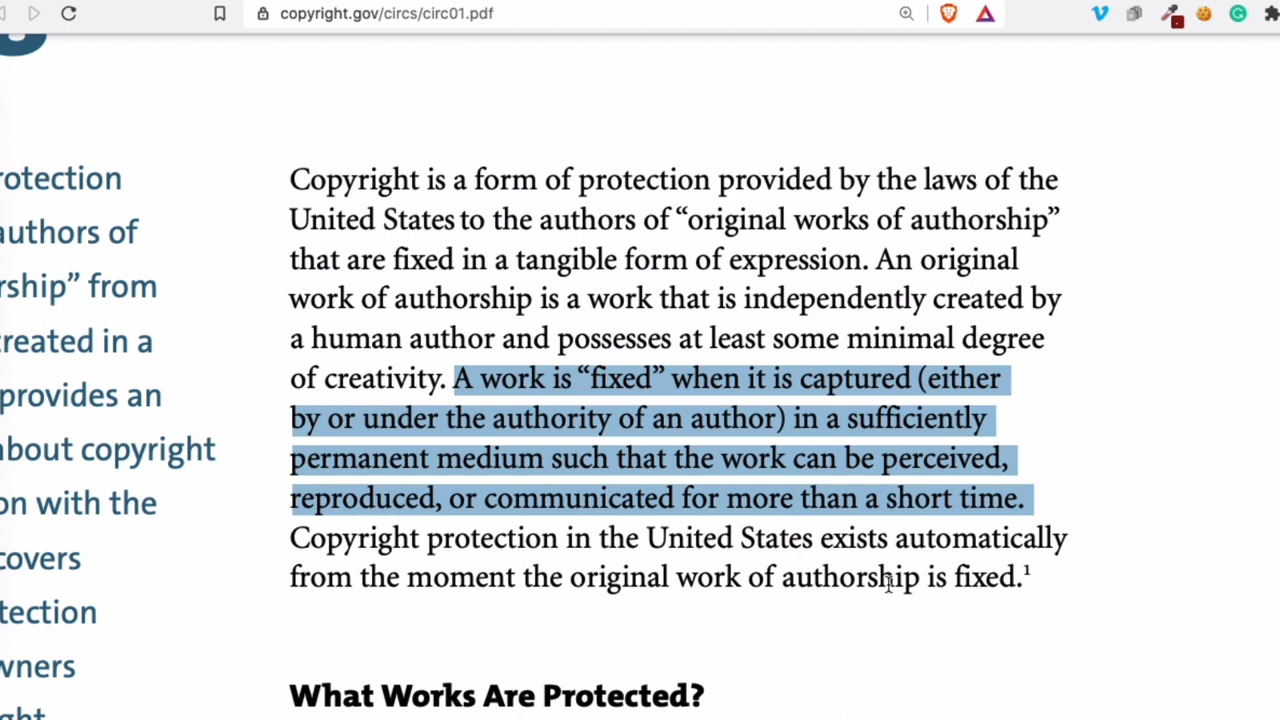 copyright.gov/circs/circ01.pdf
rotection
authors of
rship” from
created in a
provides an
about copyright
on with the
covers
tection
wners
ght
Copyright is a form of protection provided by the laws of the
United States to the authors of “original works of authorship”
that are fixed in a tangible form of expression. An original
work of authorship is a work that is independently created by
a human author and possesses at least some minimal degree
of creativity. A work is “fixed” when it is captured (either
by or under the authority of an author) in a sufficiently
permanent medium such that the work can be perceived,
reproduced, or communicated for more than a short time.
Copyright protection in the United States exists automatically
from the moment the original work of authorship is fixed.¹
What Works Are Protected?